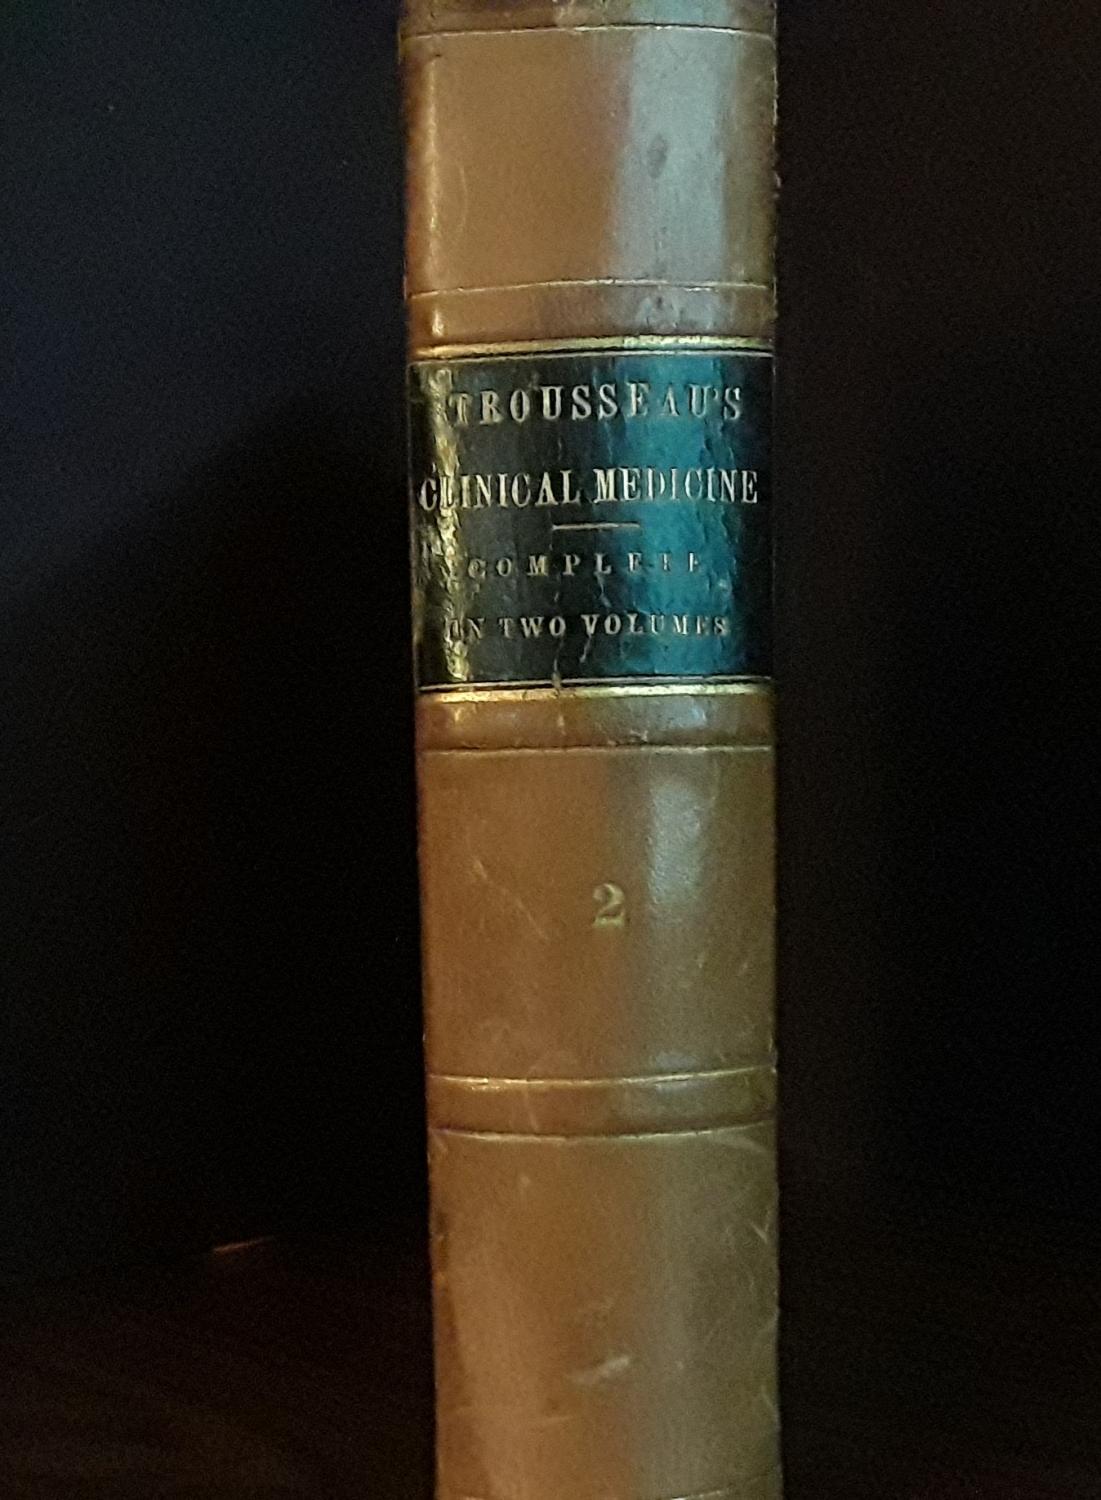 TROUSSEAU'S
CLINICAL MEDICINE
COMPLETE
IN TWO VOLUMES
2